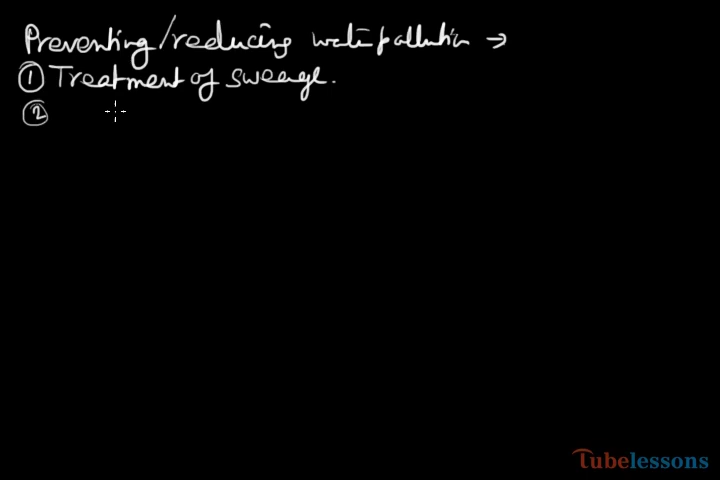 Preventing/reducing water pollution →
① Treatment of sweage.
②
Tubelessons